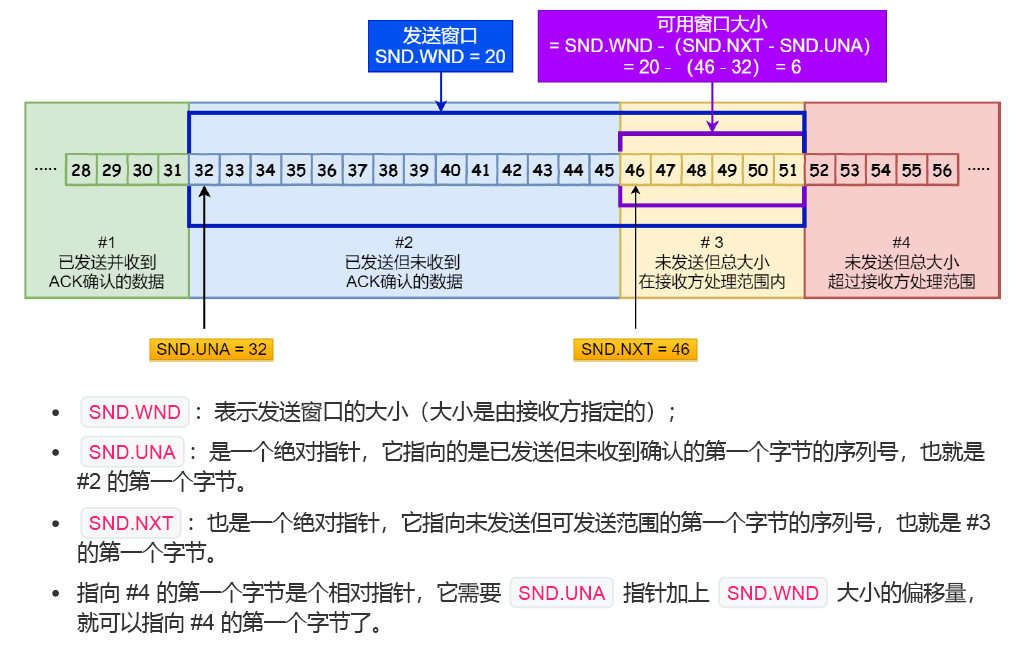 发送窗口
SND.WND = 20
可用窗口大小
= SND.WND -（SND.NXT - SND.UNA）
= 20 - （46 - 32） = 6
····· 28 29 30 31 32 33 34 35 36 37 38 39 40 41 42 43 44 45 46 47 48 49 50 51 52 53 54 55 56 ·····
#1
已发送并收到
ACK确认的数据
#2
已发送但未收到
ACK确认的数据
# 3
未发送但总大小
在接收方处理范围内
#4
未发送但总大小
超过接收方处理范围
SND.UNA = 32
SND.NXT = 46
• SND.WND ：表示发送窗口的大小（大小是由接收方指定的）；
• SND.UNA ：是一个绝对指针，它指向的是已发送但未收到确认的第一个字节的序列号，也就是
#2 的第一个字节。
• SND.NXT ：也是一个绝对指针，它指向未发送但可发送范围的第一个字节的序列号，也就是 #3
的第一个字节。
• 指向 #4 的第一个字节是个相对指针，它需要 SND.UNA 指针加上 SND.WND 大小的偏移量，
就可以指向 #4 的第一个字节了。